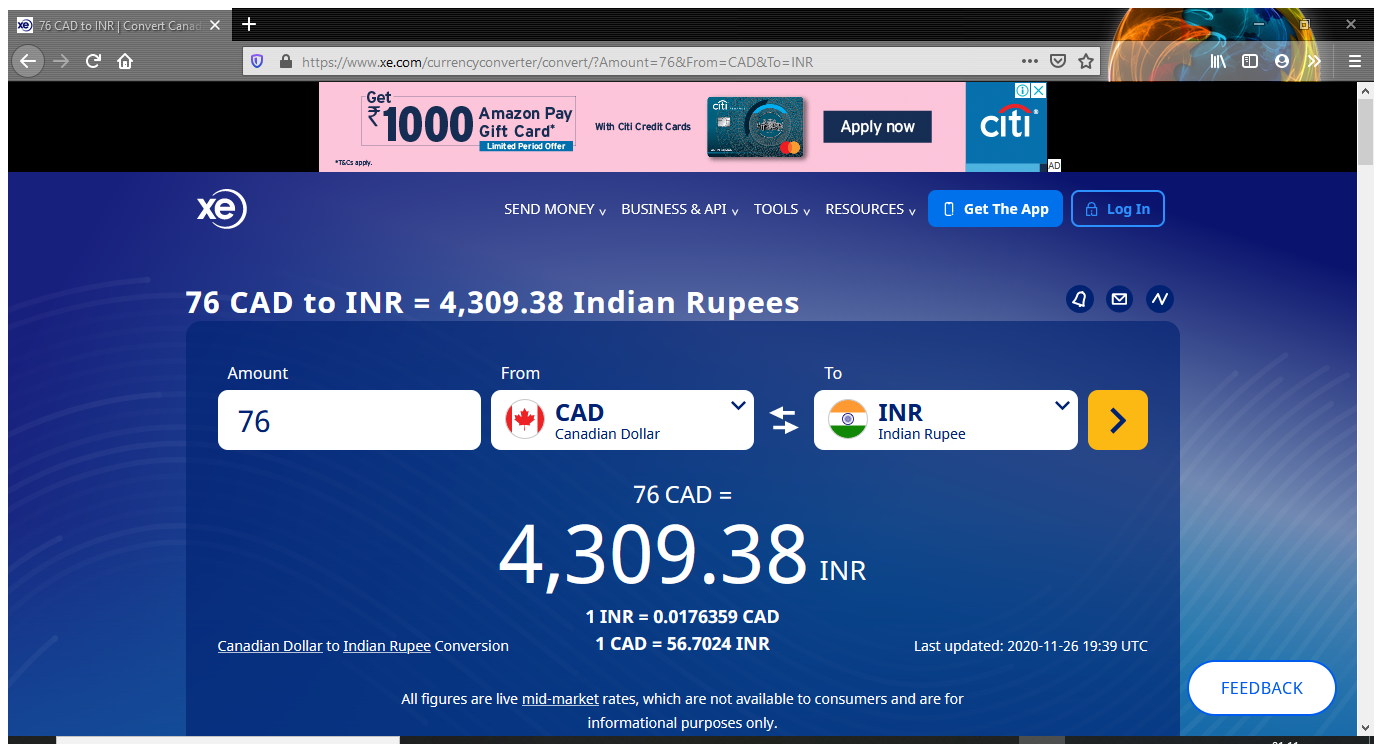 76 CAD to INR | Convert Canad
https://www.xe.com/currencyconverter/convert/?Amount=76&From=CAD&To=INR
Get
₹1000 Amazon Pay
Gift Card*
Limited Period Offer
*T&Cs apply.
With Citi Credit Cards
citi
Apply now
citi
AD
xe
SEND MONEY
BUSINESS & API
TOOLS
RESOURCES
Get The App
Log In
76 CAD to INR = 4,309.38 Indian Rupees
Amount
From
To
76
CAD
Canadian Dollar
INR
Indian Rupee
76 CAD =
4,309.38 INR
1 INR = 0.0176359 CAD
1 CAD = 56.7024 INR
Canadian Dollar to Indian Rupee Conversion
Last updated: 2020-11-26 19:39 UTC
All figures are live mid-market rates, which are not available to consumers and are for
informational purposes only.
FEEDBACK